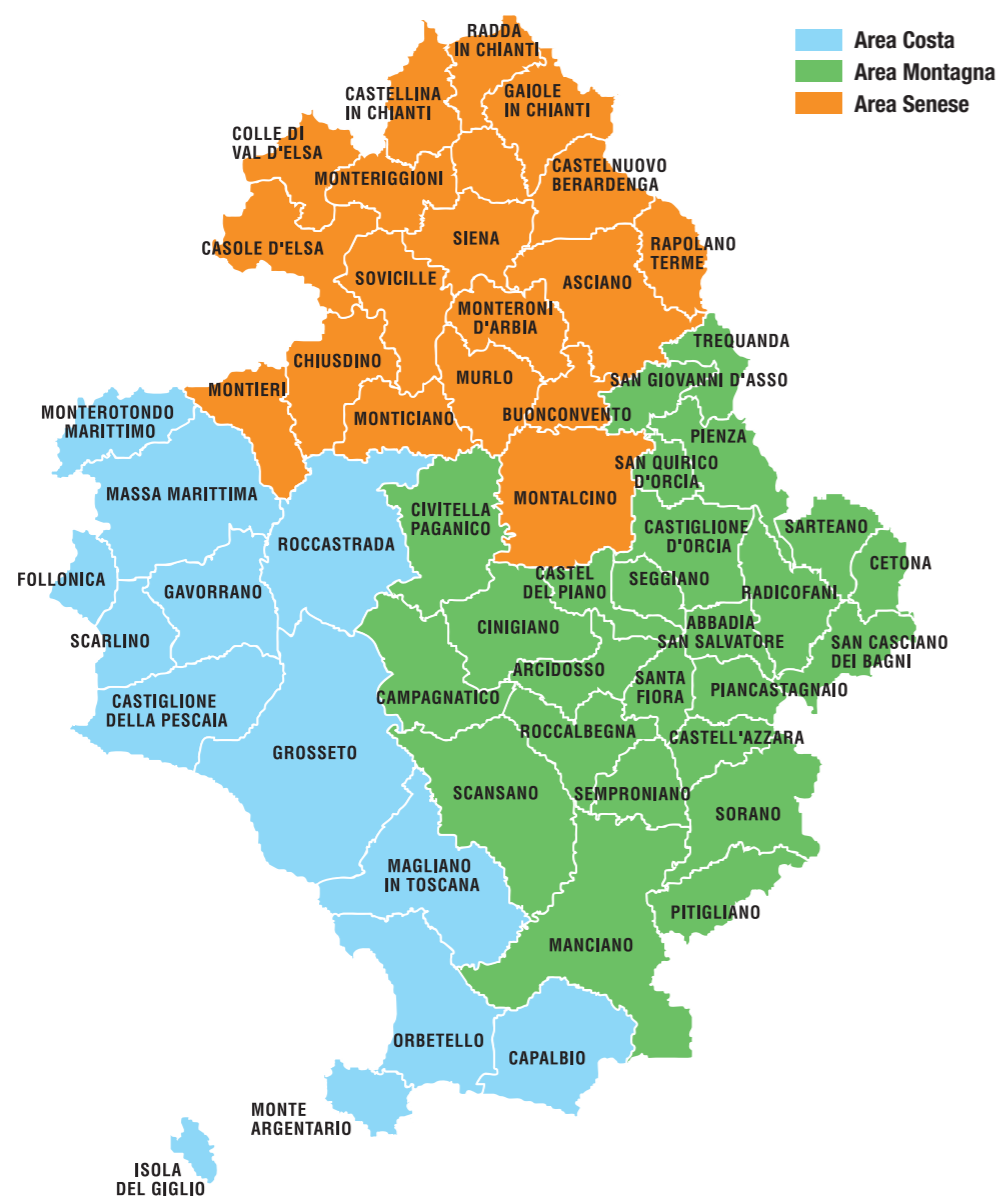 Area Costa
Area Montagna
Area Senese
RADDA
IN CHIANTI
CASTELLINA
IN CHIANTI
GAIOLE
IN CHIANTI
COLLE DI
VAL D'ELSA
MONTERIGGIONI
CASTELNUOVO
BERARDENGA
CASOLE D'ELSA
SIENA
RAPOLANO
TERME
SOVICILLE
ASCIANO
MONTERONI
D'ARBIA
TREQUANDA
CHIUSDINO
MURLO
SAN GIOVANNI D'ASSO
MONTIERI
MONTEROTONDO
MARITTIMO
MONTICIANO
BUONCONVENTO
PIENZA
SAN QUIRICO
D'ORCIA
MASSA MARITTIMA
MONTALCINO
CIVITELLA
PAGANICO
CASTIGLIONE
D'ORCIA
SARTEANO
ROCCASTRADA
CETONA
FOLLONICA
GAVORRANO
CASTEL
DEL PIANO
SEGGIANO
RADICOFANI
CINIGIANO
ABBADIA
SAN SALVATORE
SCARLINO
SAN CASCIANO
DEI BAGNI
ARCIDOSSO
SANTA
FIORA
PIANCASTAGNAIO
CASTIGLIONE
DELLA PESCAIA
CAMPAGNATICO
ROCCALBEGNA
CASTELL'AZZARA
GROSSETO
SCANSANO
SEMPRONIANO
SORANO
MAGLIANO
IN TOSCANA
PITIGLIANO
MANCIANO
ORBETELLO
CAPALBIO
MONTE
ARGENTARIO
ISOLA
DEL GIGLIO